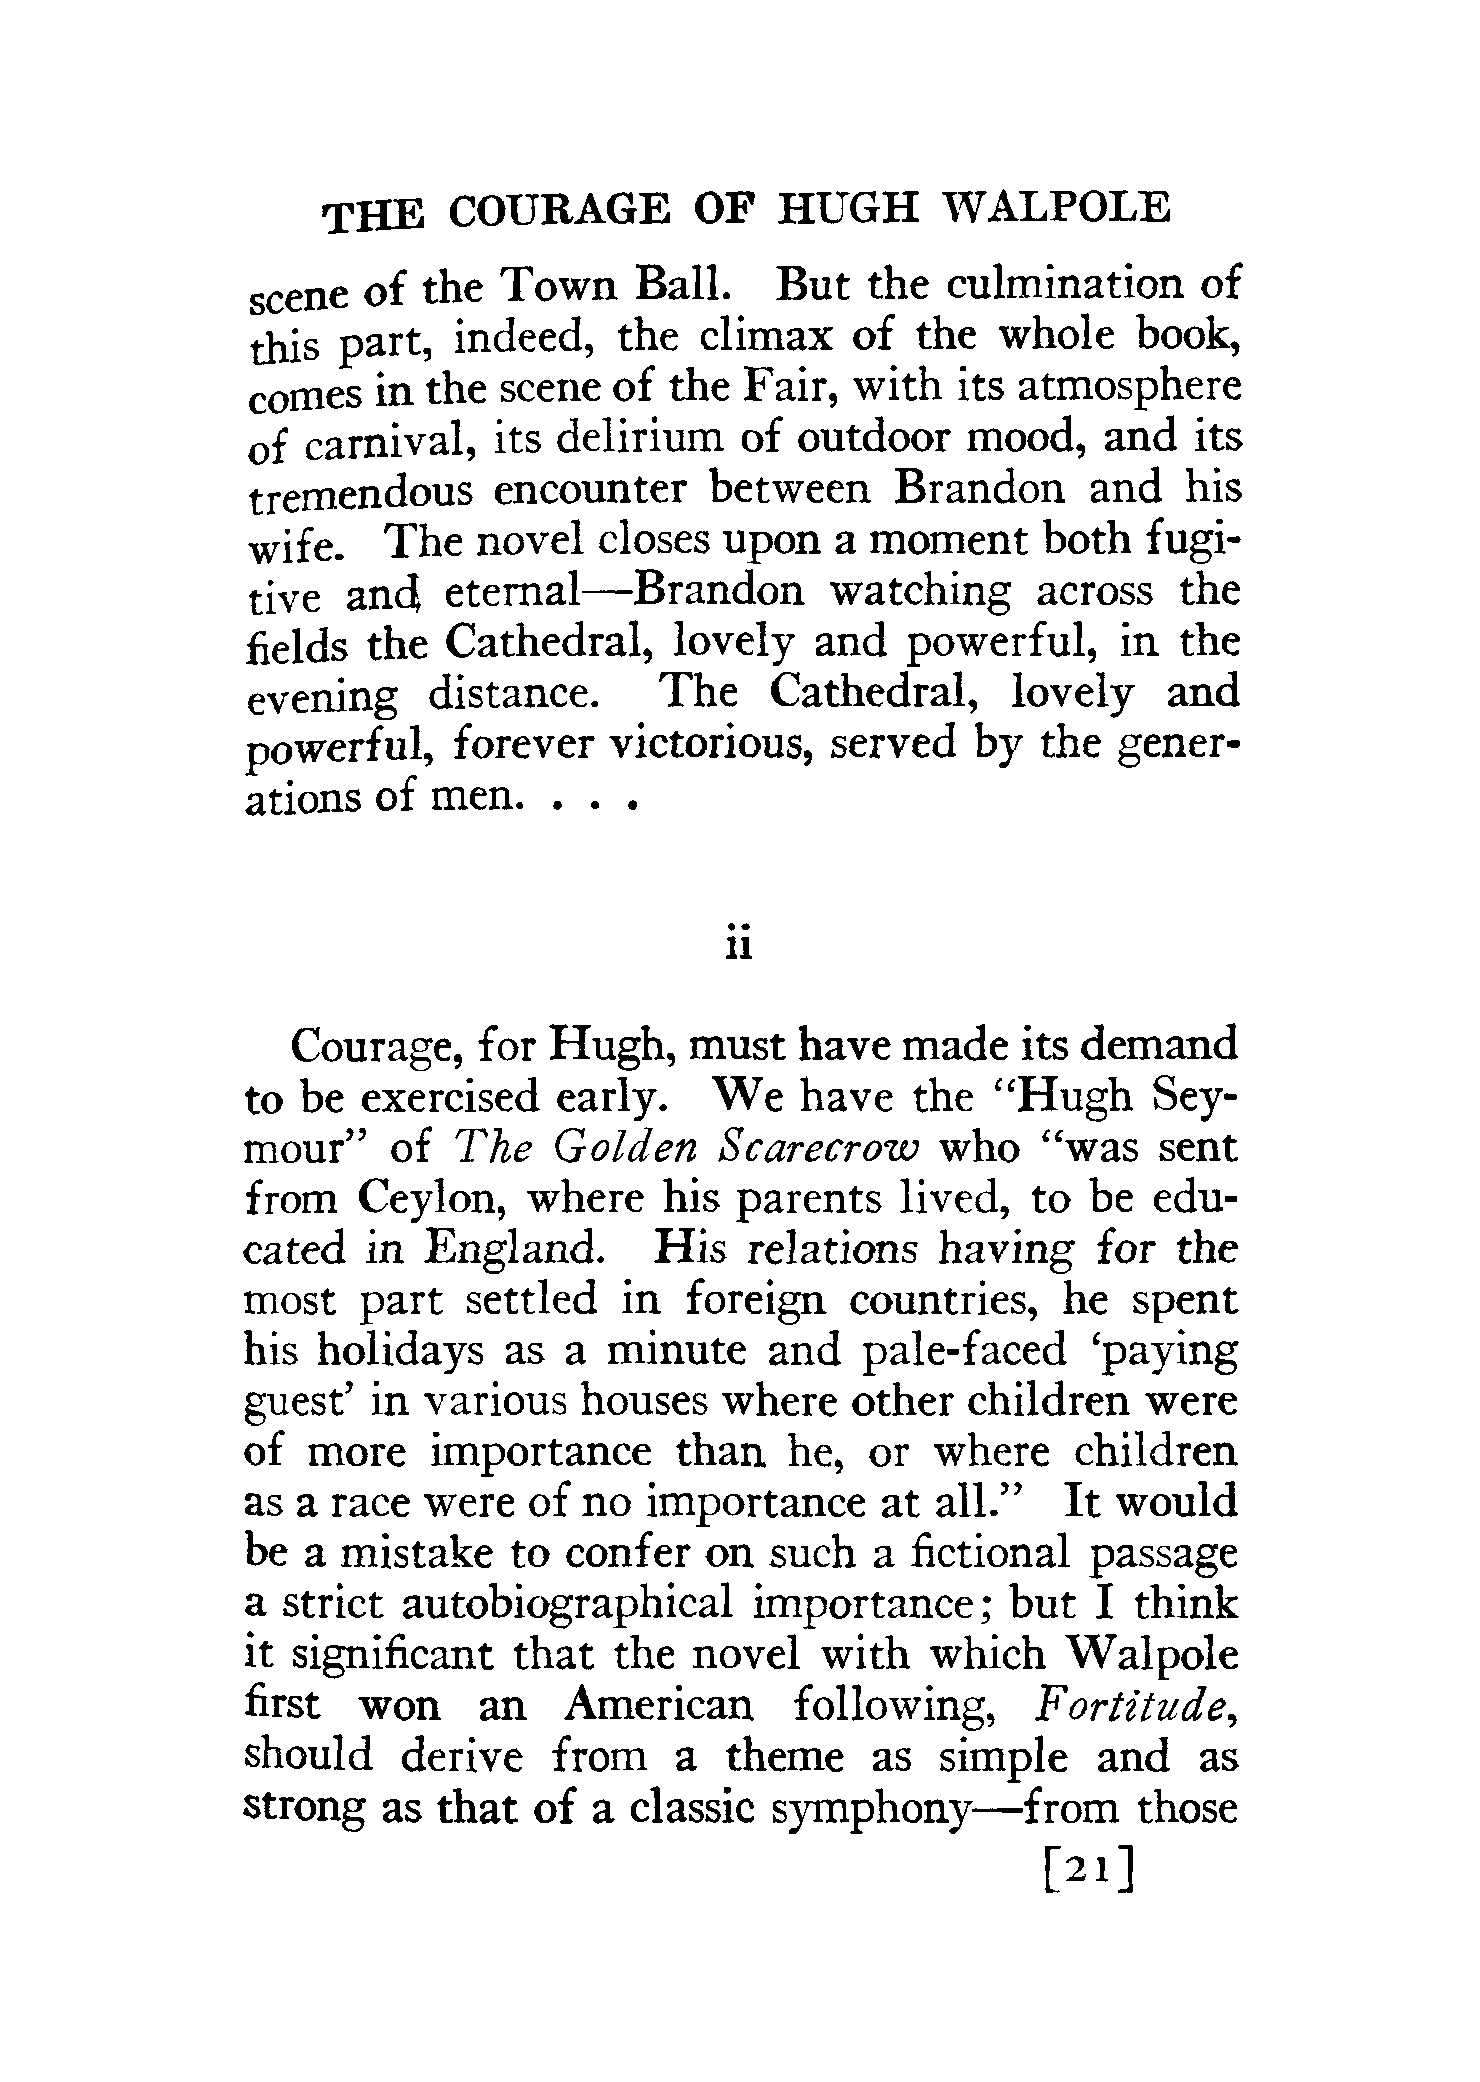 THE COURAGE OF HUGH WALPOLE
scene of the Town Ball. But the culmination of
this part, indeed, the climax of the whole book,
comes in the scene of the Fair, with its atmosphere
of carnival, its delirium of outdoor mood, and its
tremendous encounter between Brandon and his
wife. The novel closes upon a moment both fugi-
tive and eternal—Brandon watching across the
fields the Cathedral, lovely and powerful, in the
evening distance. The Cathedral, lovely and
powerful, forever victorious, served by the gener-
ations of men. . . .
ii
Courage, for Hugh, must have made its demand
to be exercised early. We have the “Hugh Sey-
mour” of The Golden Scarecrow who “was sent
from Ceylon, where his parents lived, to be edu-
cated in England. His relations having for the
most part settled in foreign countries, he spent
his holidays as a minute and pale-faced ‘paying
guest’ in various houses where other children were
of more importance than he, or where children
as a race were of no importance at all.” It would
be a mistake to confer on such a fictional passage
a strict autobiographical importance; but I think
it significant that the novel with which Walpole
first won an American following, Fortitude,
should derive from a theme as simple and as
strong as that of a classic symphony—from those
[21]